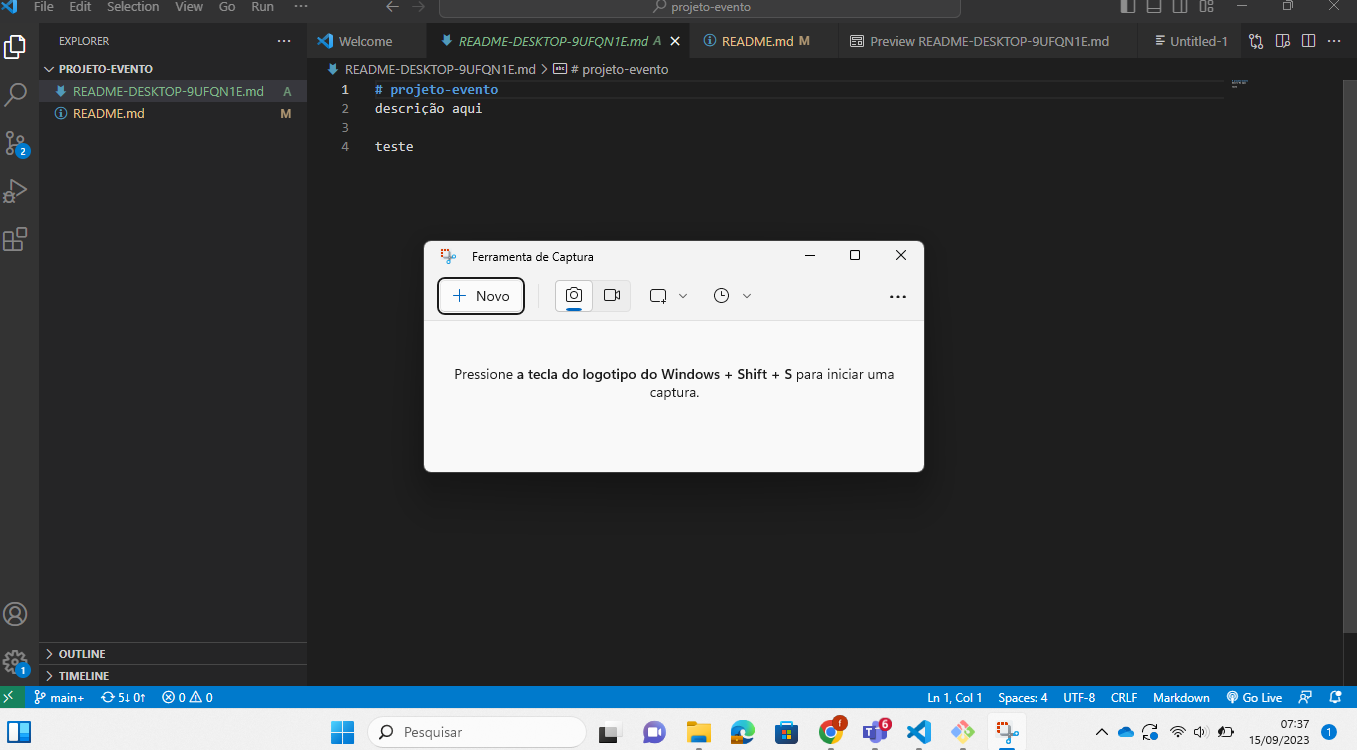 File Edit Selection View Go Run ··· projeto-evento
EXPLORER ···
Welcome README-DESKTOP-9UFQN1E.md A README.md M Preview README-DESKTOP-9UFQN1E.md Untitled-1 ···
PROJETO-EVENTO
README-DESKTOP-9UFQN1E.md A
README.md M
README-DESKTOP-9UFQN1E.md > # projeto-evento
1 # projeto-evento
2 descrição aqui
3
4 teste
Ferramenta de Captura
Novo
Pressione a tecla do logotipo do Windows + Shift + S para iniciar uma
captura.
2
1
OUTLINE
TIMELINE
main+ 5↓ 0↑ 0 0 Ln 1, Col 1 Spaces: 4 UTF-8 CRLF Markdown Go Live
Pesquisar f 6 07:37
15/09/2023 1